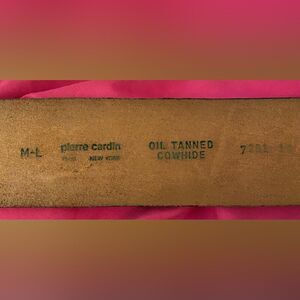 M-L
pierre cardin
PARIS NEW YORK
OIL TANNED
COWHIDE